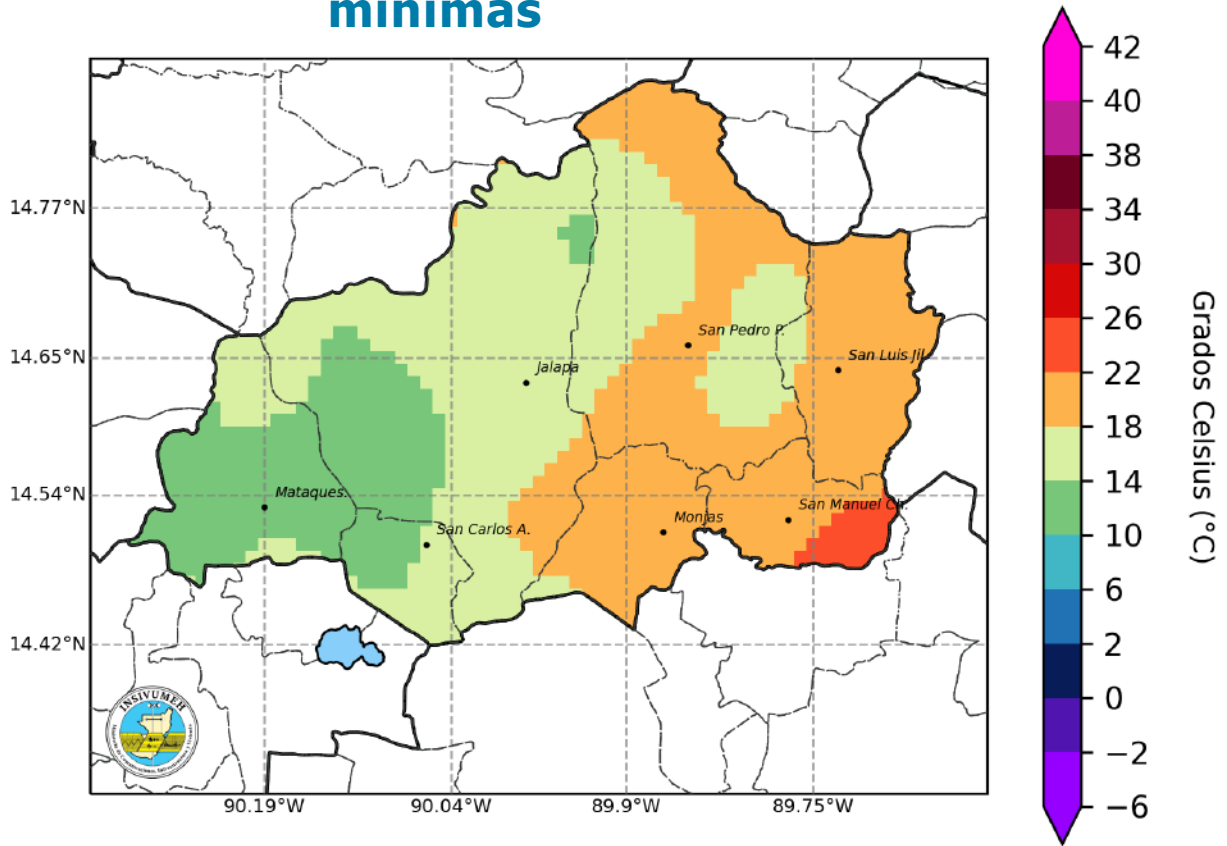 mínimas
14.77°N
14.65°N
14.54°N
14.42°N
90.19°W
90.04°W
89.9°W
89.75°W
San Pedro P.
San Luis Jil.
Jalapa
Mataques.
San Carlos A.
Monjas
San Manuel Ch.
INSIVUMEH
42
40
38
34
30
26
22
18
14
10
6
2
0
−2
−6
Grados Celsius (°C)